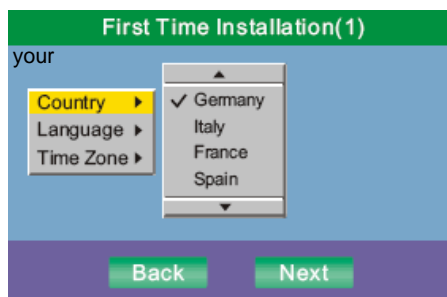 First Time Installation(1)
your
Country
Language
Time Zone
Germany
Italy
France
Spain
Back Next